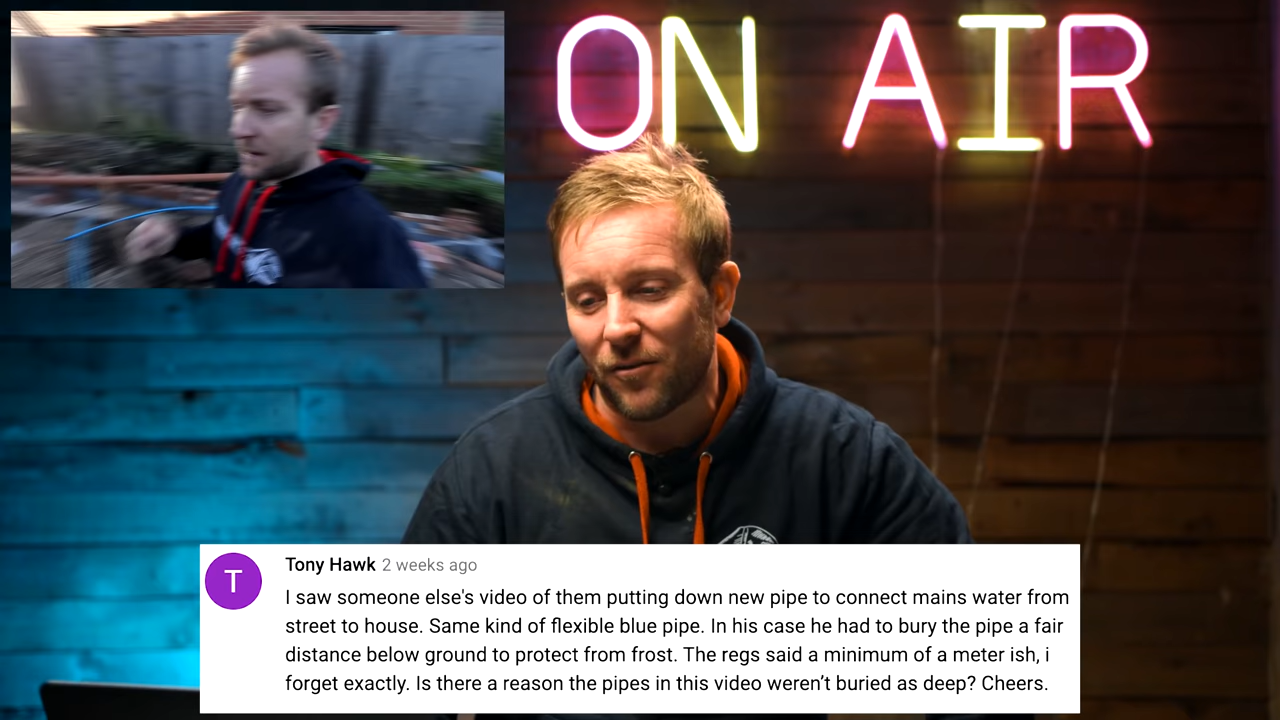 ON AIR
T
Tony Hawk 2 weeks ago
I saw someone else's video of them putting down new pipe to connect mains water from
street to house. Same kind of flexible blue pipe. In his case he had to bury the pipe a fair
distance below ground to protect from frost. The regs said a minimum of a meter ish, i
forget exactly. Is there a reason the pipes in this video weren’t buried as deep? Cheers.